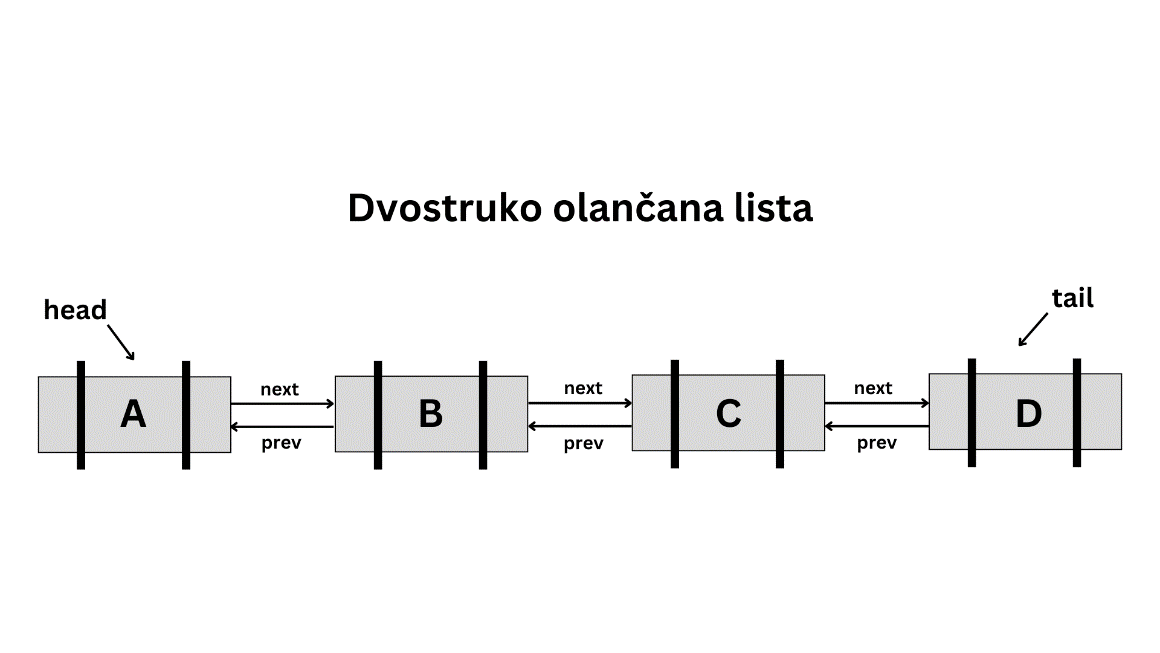 Dvostruko olančana lista
head
tail
next
next
next
A
B
C
D
prev
prev
prev